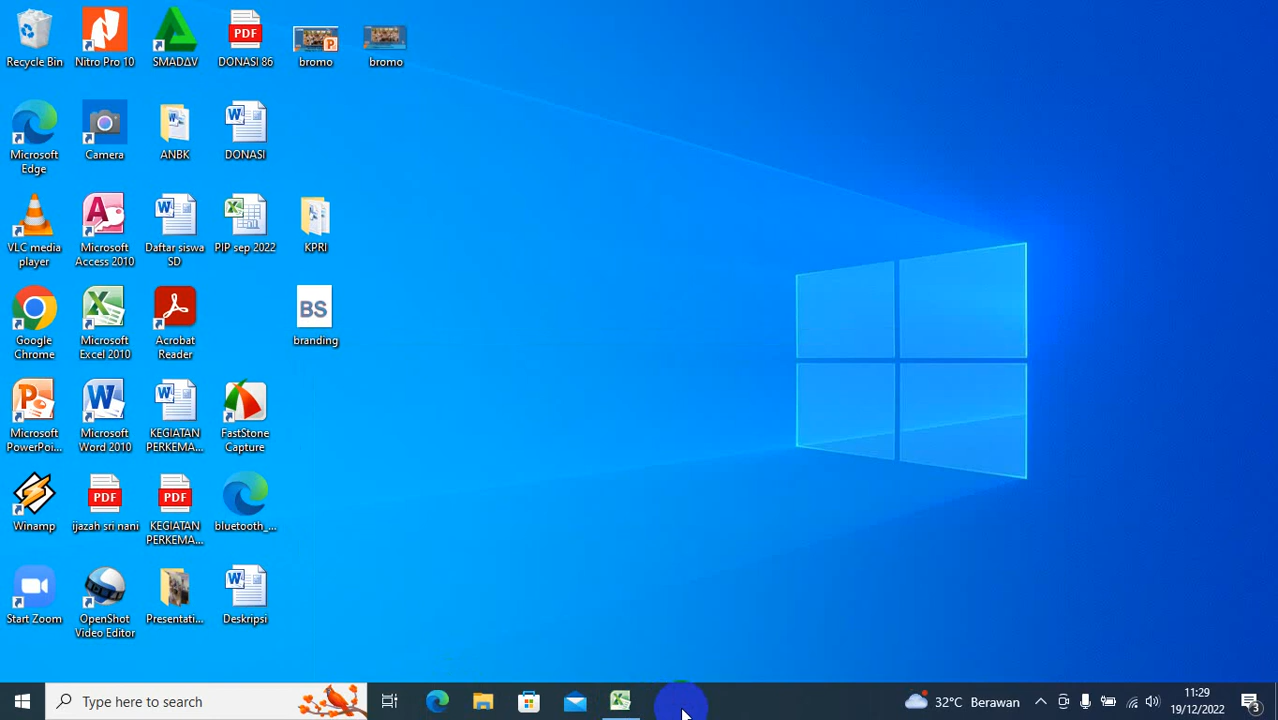 Recycle Bin
Nitro Pro 10
SMADAV
PDF
DONASI 86
bromo
bromo
Microsoft
Edge
Camera
ANBK
DONASI
VLC media
player
Microsoft
Access 2010
Daftar siswa
SD
PIP sep 2022
KPRI
Google
Chrome
Microsoft
Excel 2010
Acrobat
Reader
BS
branding
Microsoft
PowerPoi...
Microsoft
Word 2010
KEGIATAN
PERKEMA...
FastStone
Capture
Winamp
PDF
ijazah sri nani
PDF
KEGIATAN
PERKEMA...
bluetooth_...
Start Zoom
OpenShot
Video Editor
Presentati...
Deskripsi
Type here to search
32°C Berawan
11:29
19/12/2022
3